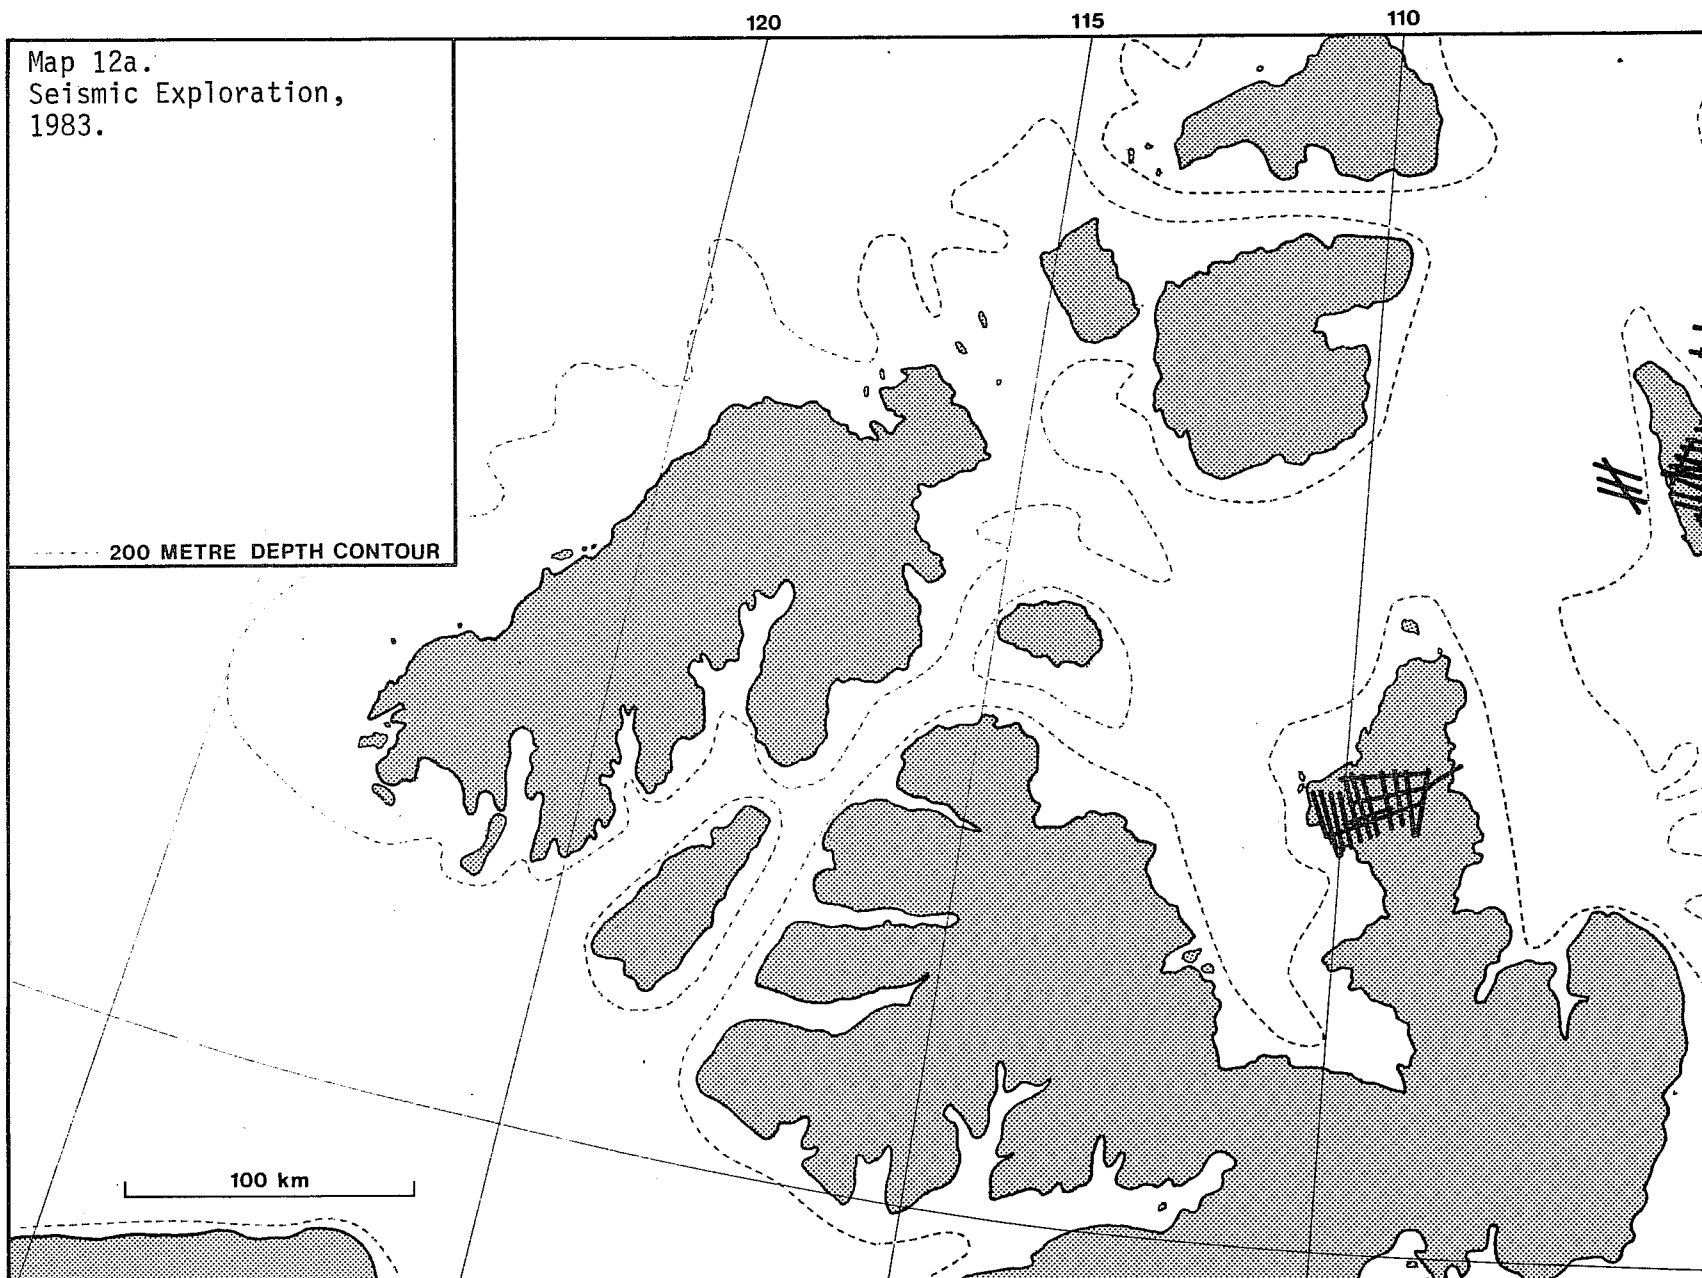 120 115 110
Map 12a.
Seismic Exploration,
1983.
200 METRE DEPTH CONTOUR
100 km